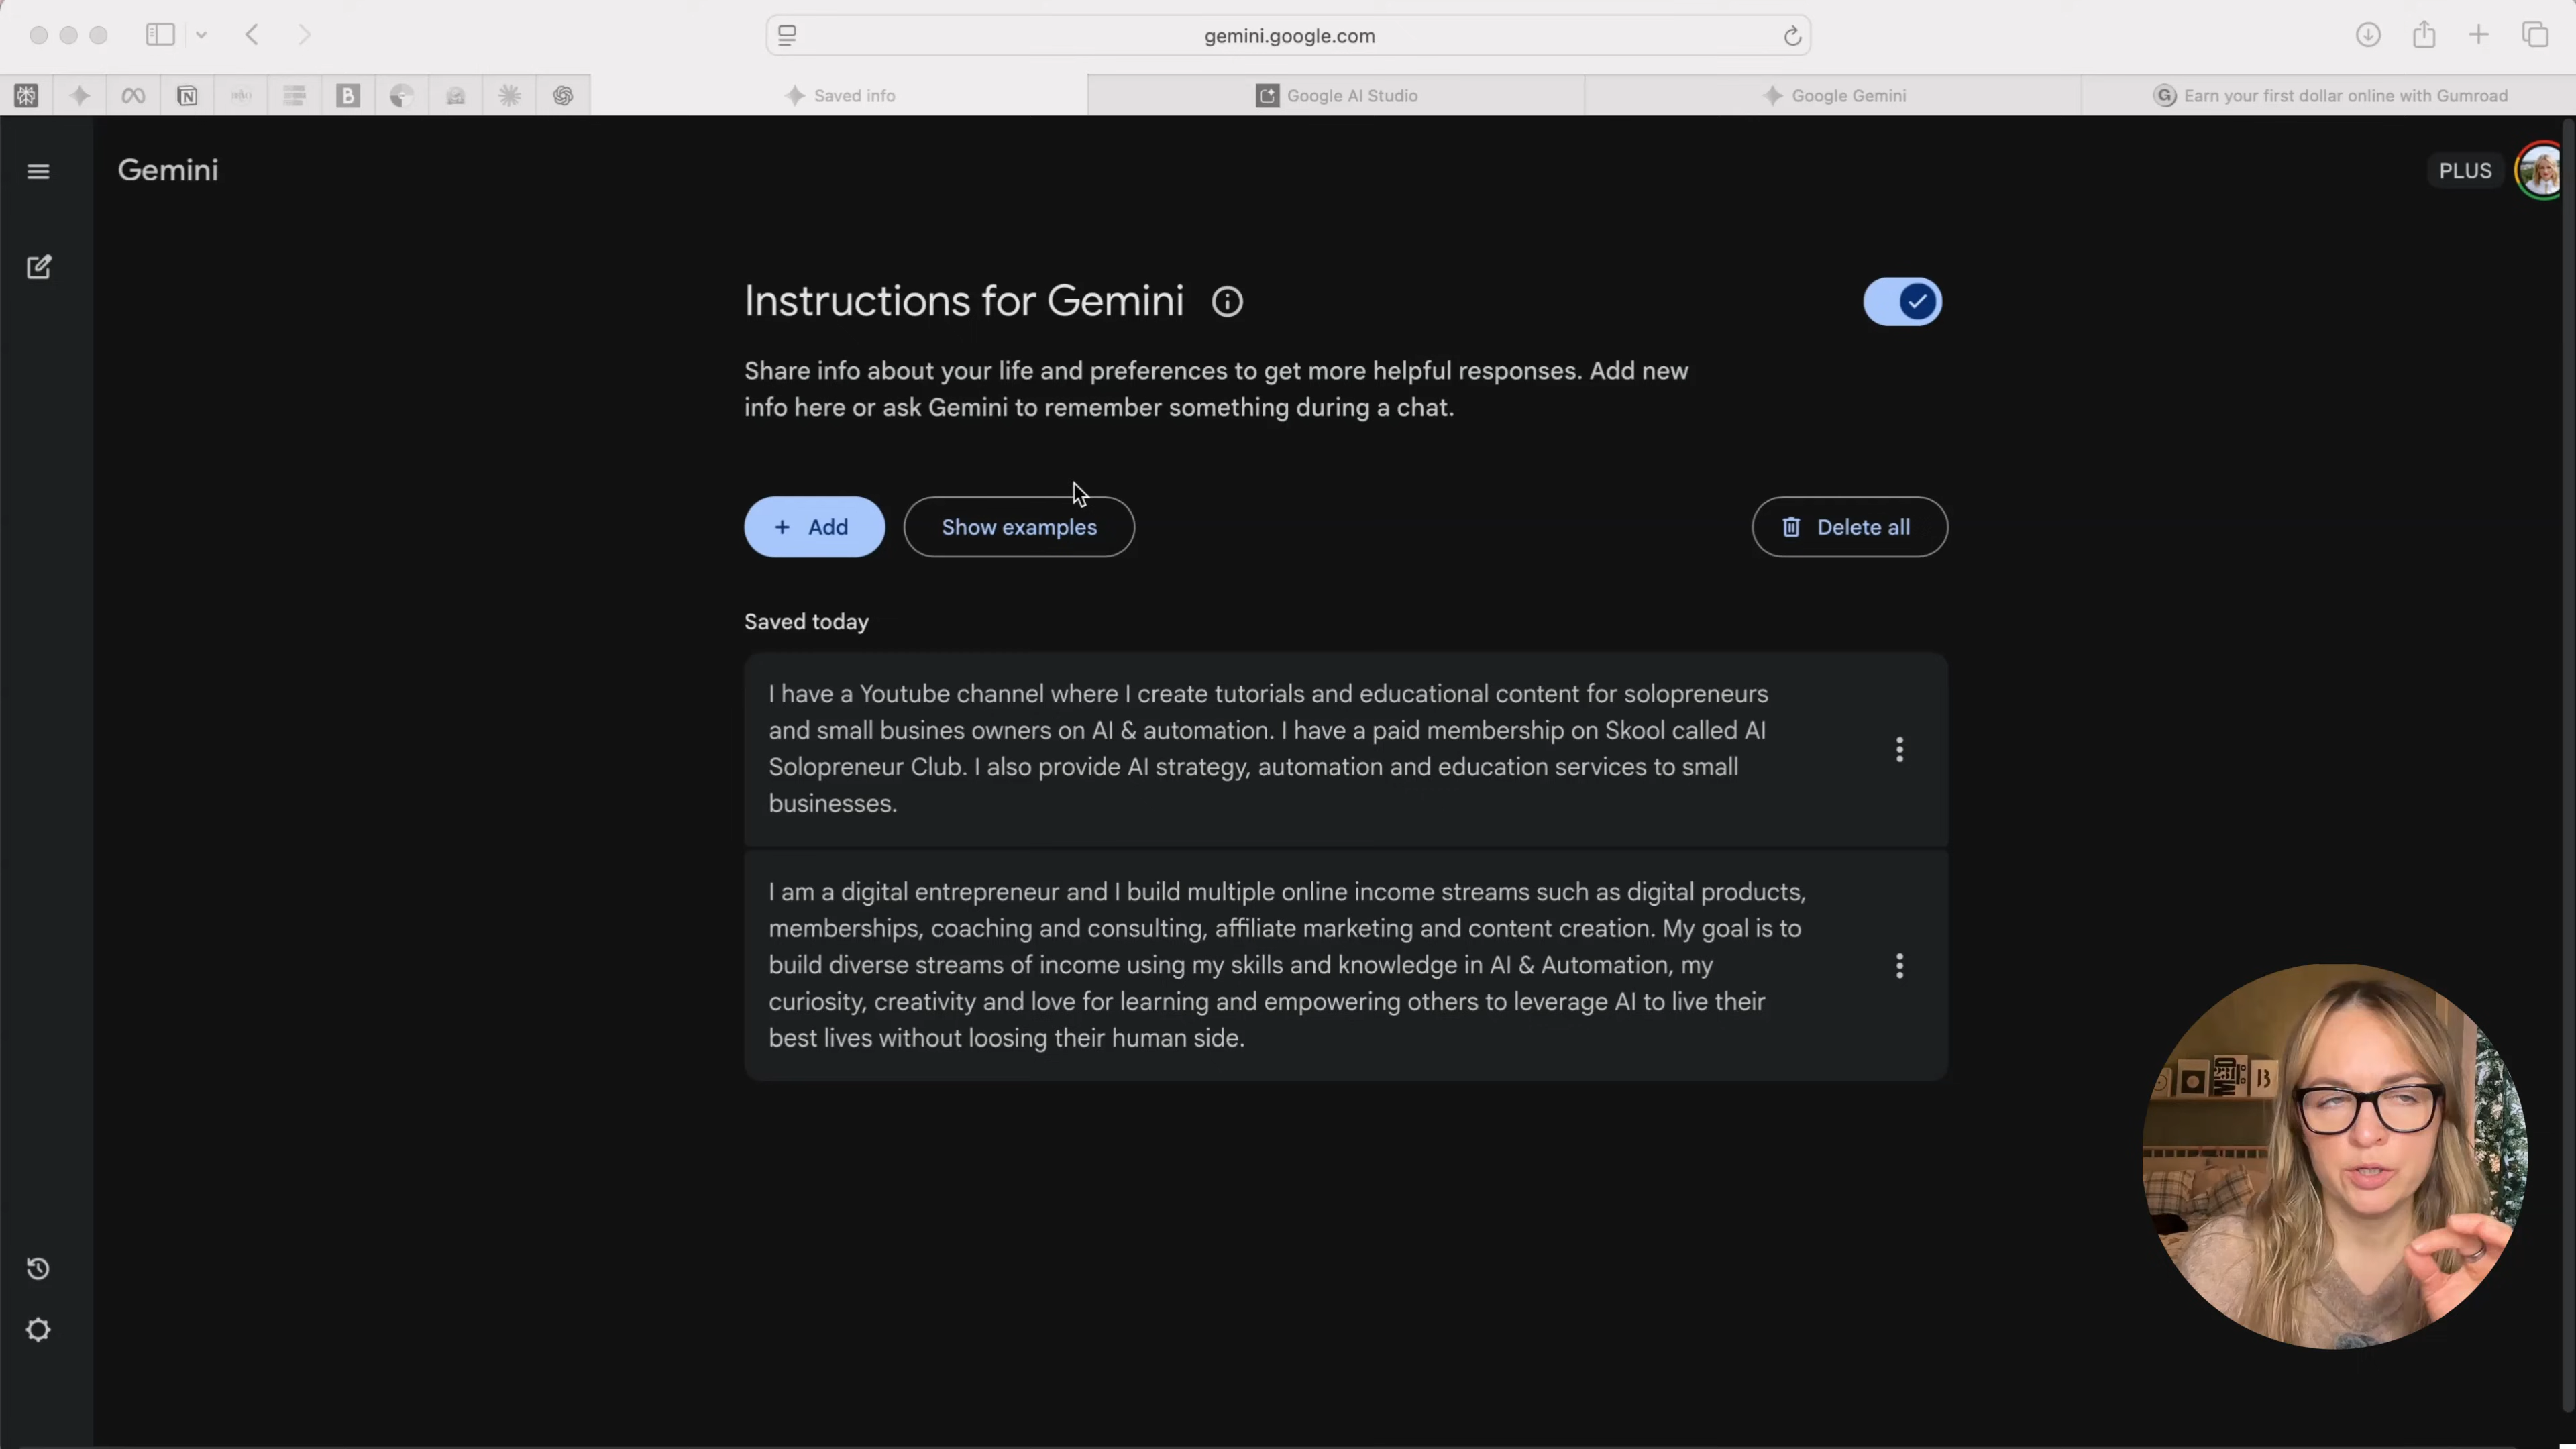 gemini.google.com
Saved info
Google AI Studio
Google Gemini
Earn your first dollar online with Gumroad
Gemini
PLUS
Instructions for Gemini
Share info about your life and preferences to get more helpful responses. Add new
info here or ask Gemini to remember something during a chat.
+ Add
Show examples
Delete all
Saved today
I have a Youtube channel where I create tutorials and educational content for solopreneurs
and small busines owners on AI & automation. I have a paid membership on Skool called AI
Solopreneur Club. I also provide AI strategy, automation and education services to small
businesses.
I am a digital entrepreneur and I build multiple online income streams such as digital products,
memberships, coaching and consulting, affiliate marketing and content creation. My goal is to
build diverse streams of income using my skills and knowledge in AI & Automation, my
curiosity, creativity and love for learning and empowering others to leverage AI to live their
best lives without loosing their human side.